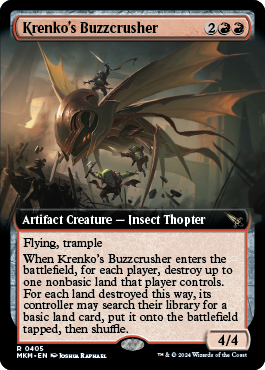 Krenko's Buzzcrusher 2
Artifact Creature — Insect Thopter
Flying, trample
When Krenko's Buzzcrusher enters the
battlefield, for each player, destroy up to
one nonbasic land that player controls.
For each land destroyed this way, its
controller may search their library for a
basic land card, put it onto the battlefield
tapped, then shuffle.
4/4
R 0405
MKM • EN Joshua Raphael ™ & © 2024 Wizards of the Coast